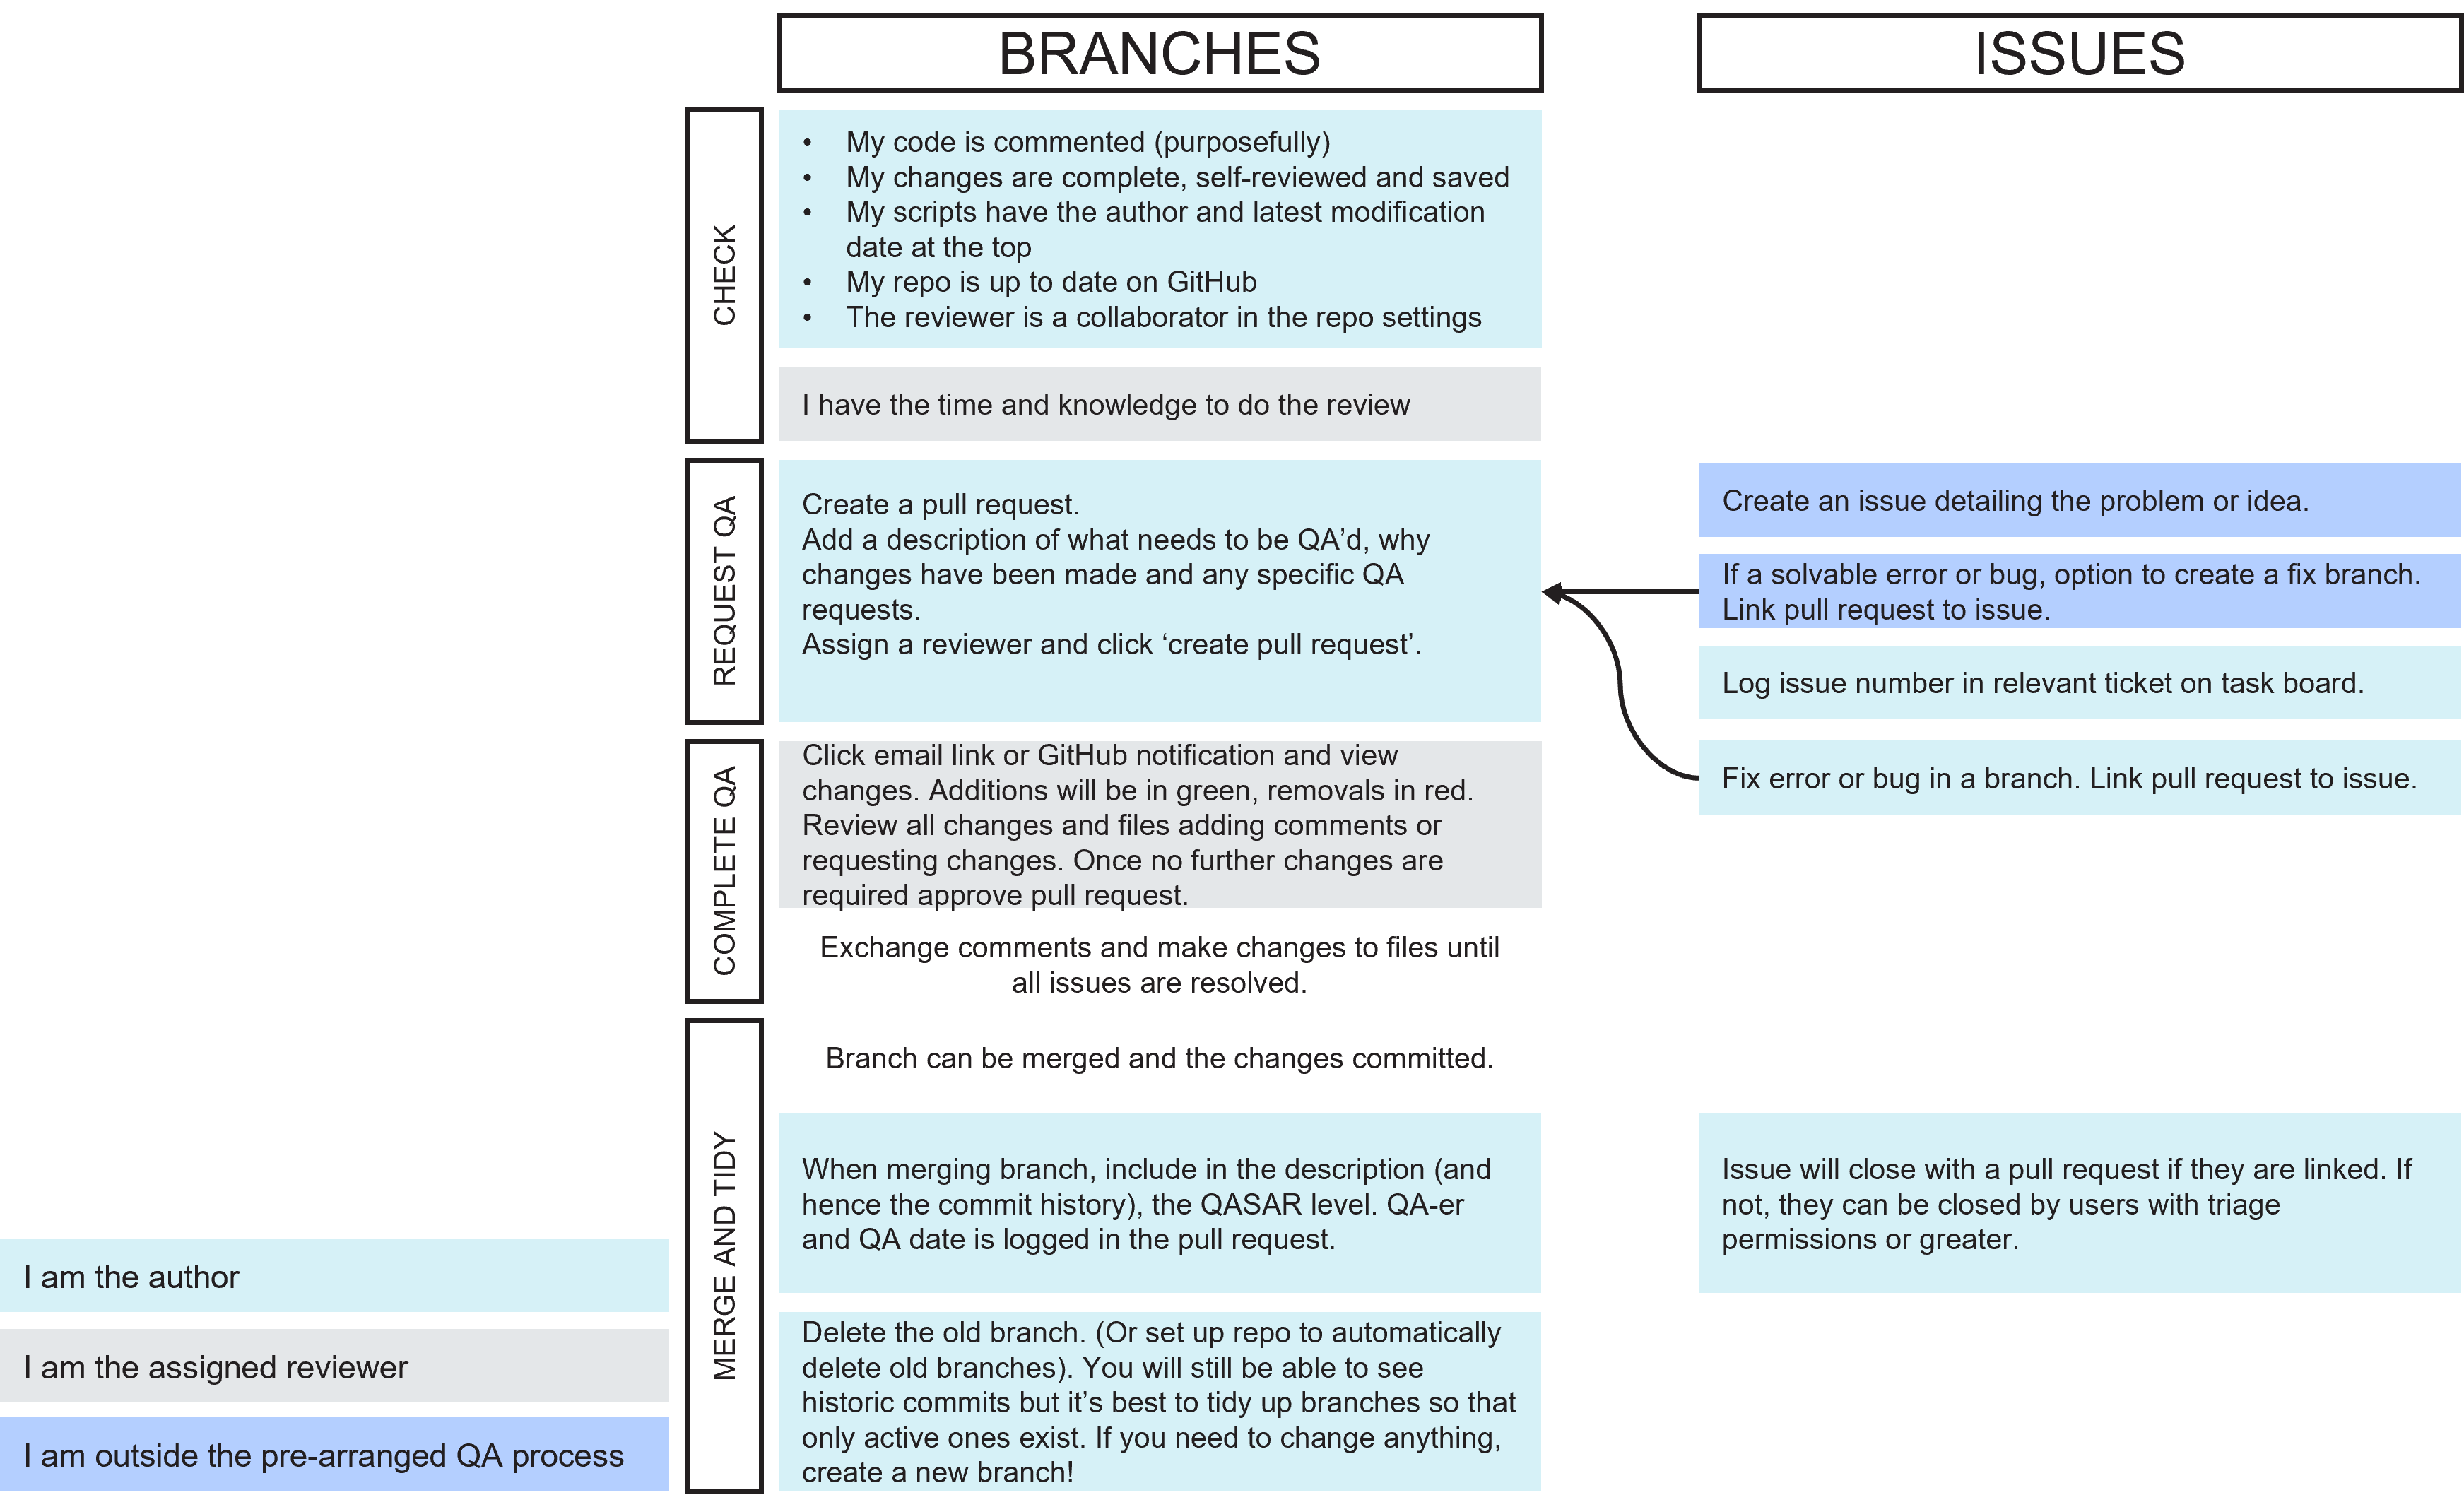 BRANCHES
ISSUES
CHECK
• My code is commented (purposefully)
• My changes are complete, self-reviewed and saved
• My scripts have the author and latest modification
date at the top
• My repo is up to date on GitHub
• The reviewer is a collaborator in the repo settings
I have the time and knowledge to do the review
REQUEST QA
Create a pull request.
Add a description of what needs to be QA’d, why
changes have been made and any specific QA
requests.
Assign a reviewer and click ‘create pull request’.
Create an issue detailing the problem or idea.
If a solvable error or bug, option to create a fix branch.
Link pull request to issue.
Log issue number in relevant ticket on task board.
Fix error or bug in a branch. Link pull request to issue.
COMPLETE QA
Click email link or GitHub notification and view
changes. Additions will be in green, removals in red.
Review all changes and files adding comments or
requesting changes. Once no further changes are
required approve pull request.
Exchange comments and make changes to files until
all issues are resolved.
MERGE AND TIDY
Branch can be merged and the changes committed.
When merging branch, include in the description (and
hence the commit history), the QASAR level. QA-er
and QA date is logged in the pull request.
Issue will close with a pull request if they are linked. If
not, they can be closed by users with triage
permissions or greater.
Delete the old branch. (Or set up repo to automatically
delete old branches). You will still be able to see
historic commits but it’s best to tidy up branches so that
only active ones exist. If you need to change anything,
create a new branch!
I am the author
I am the assigned reviewer
I am outside the pre-arranged QA process